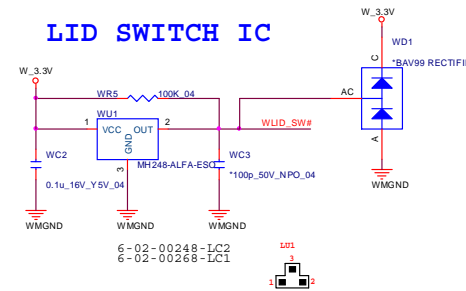 LID SWITCH IC
W_3.3V
WD1
W_3.3V
C
*BAV99 RECTIFI
WR5
100K_04
AC
WU1
1
VCC
OUT
2
WLID_SW#
GND
A
WC2
3
MH248-ALFA-ESO
WC3
*100p_50V_NPO_04
0.1u_16V_Y5V_04
WMGND
WMGND
WMGND
WMGND
6-02-00248-LC2
6-02-00268-LC1
LU1
3
1
2